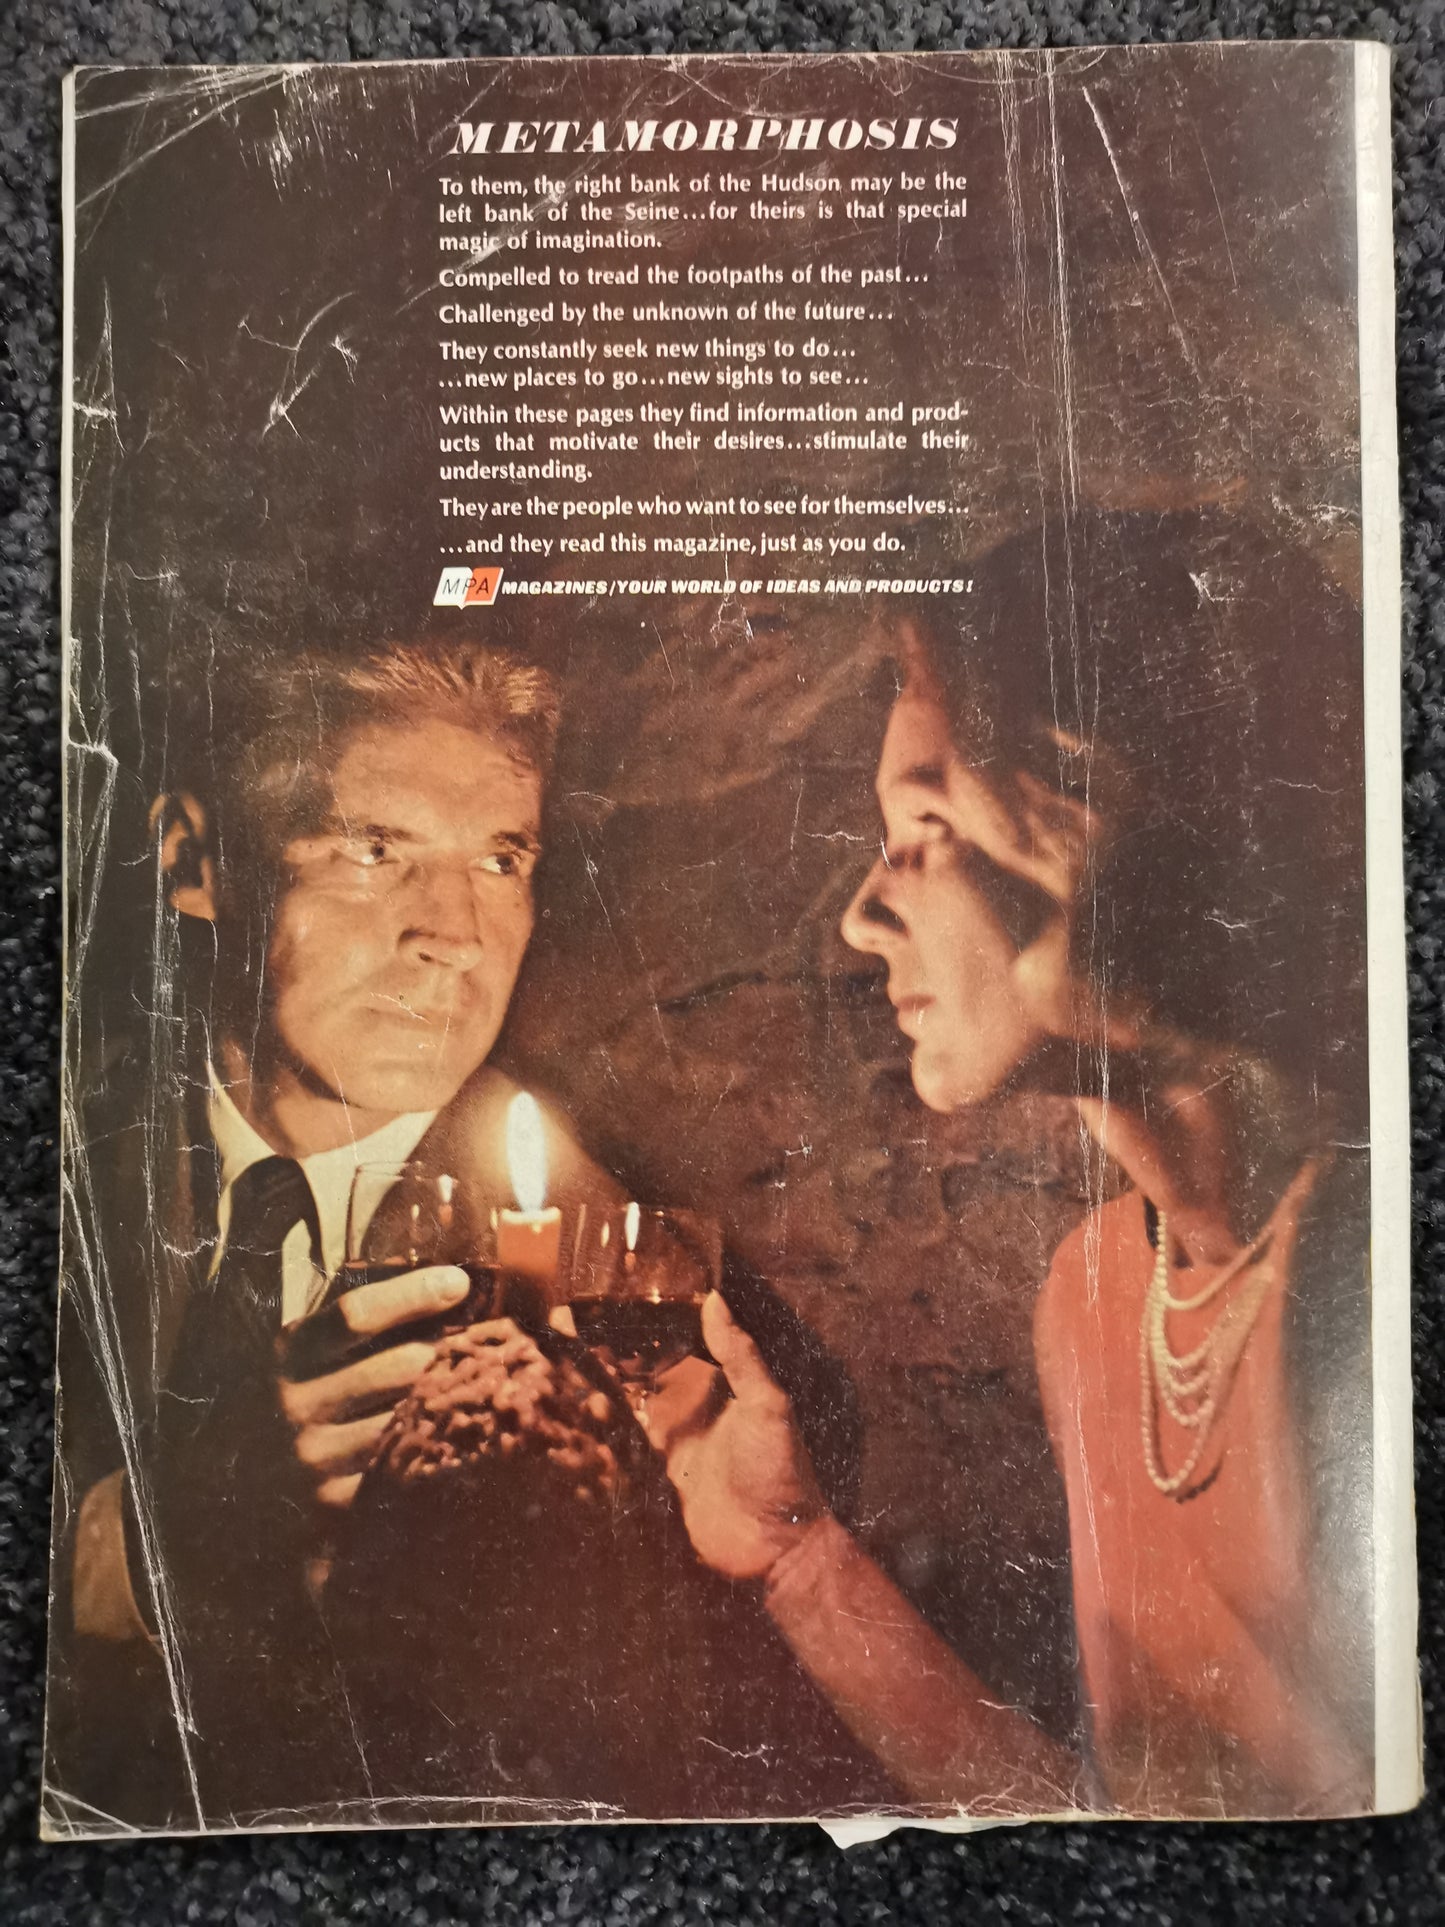 METAMORPHOSIS
To them, the right bank of the Hudson may be the
left bank of the Seine...for theirs is that special
magic of imagination.
Compelled to tread the footpaths of the past...
Challenged by the unknown of the future...
They constantly seek new things to do...
...new places to go...new sights to see...
Within these pages they find information and prod-
ucts that motivate their desires...stimulate their
understanding.
They are the people who want to see for themselves...
...and they read this magazine, just as you do.
MPA MAGAZINES/YOUR WORLD OF IDEAS AND PRODUCTS!